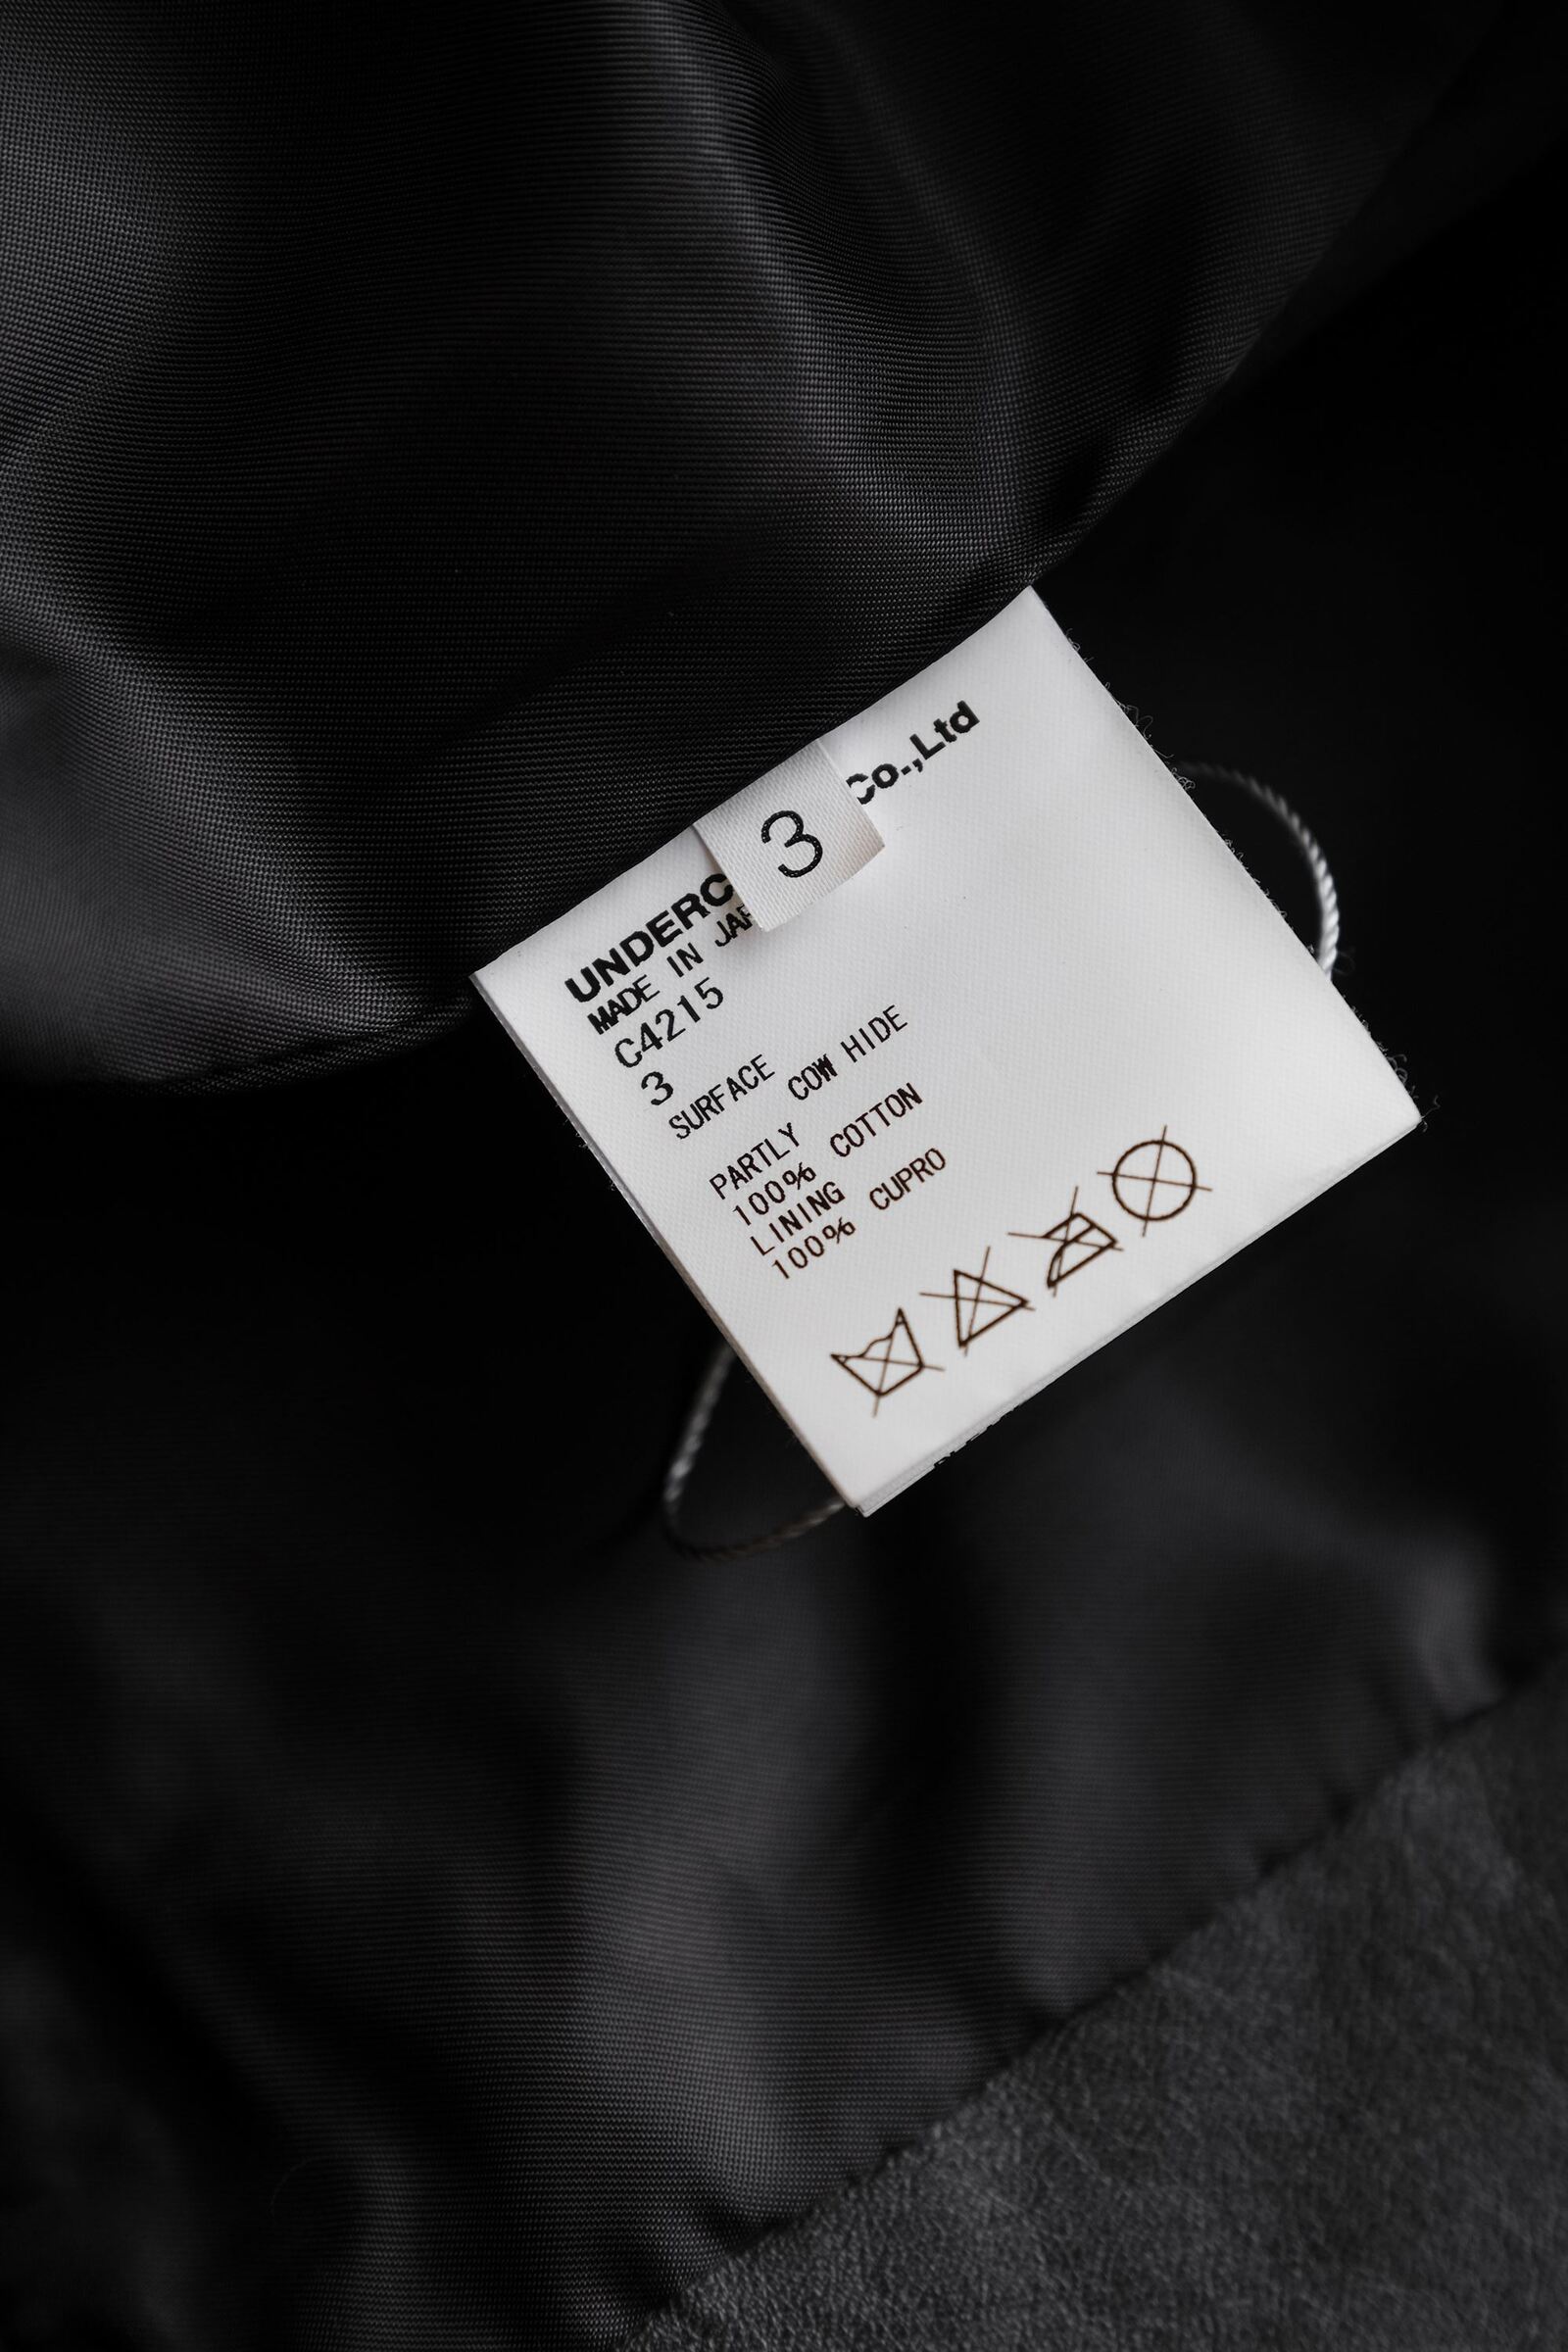 3
UNDERC Co.,Ltd
MADE IN JAP
C4215
3
SURFACE
COW HIDE
PARTLY
100% COTTON
LINING
100% CUPRO